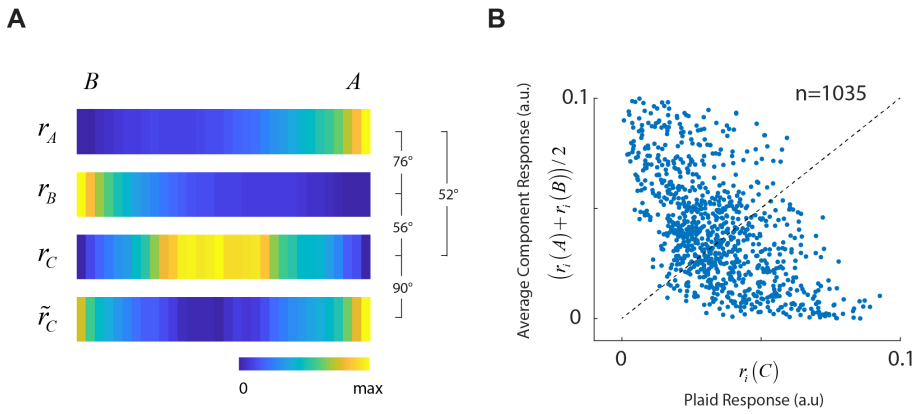 A
B A
r_A
76°
r_B
52°
56°
r_C
90°
r̃_C
0 max
B
n=1035
Average Component Response (a.u.)
(r_i(A)+r_i(B))/2
0.1
0
0 0.1
r_i(C)
Plaid Response (a.u)